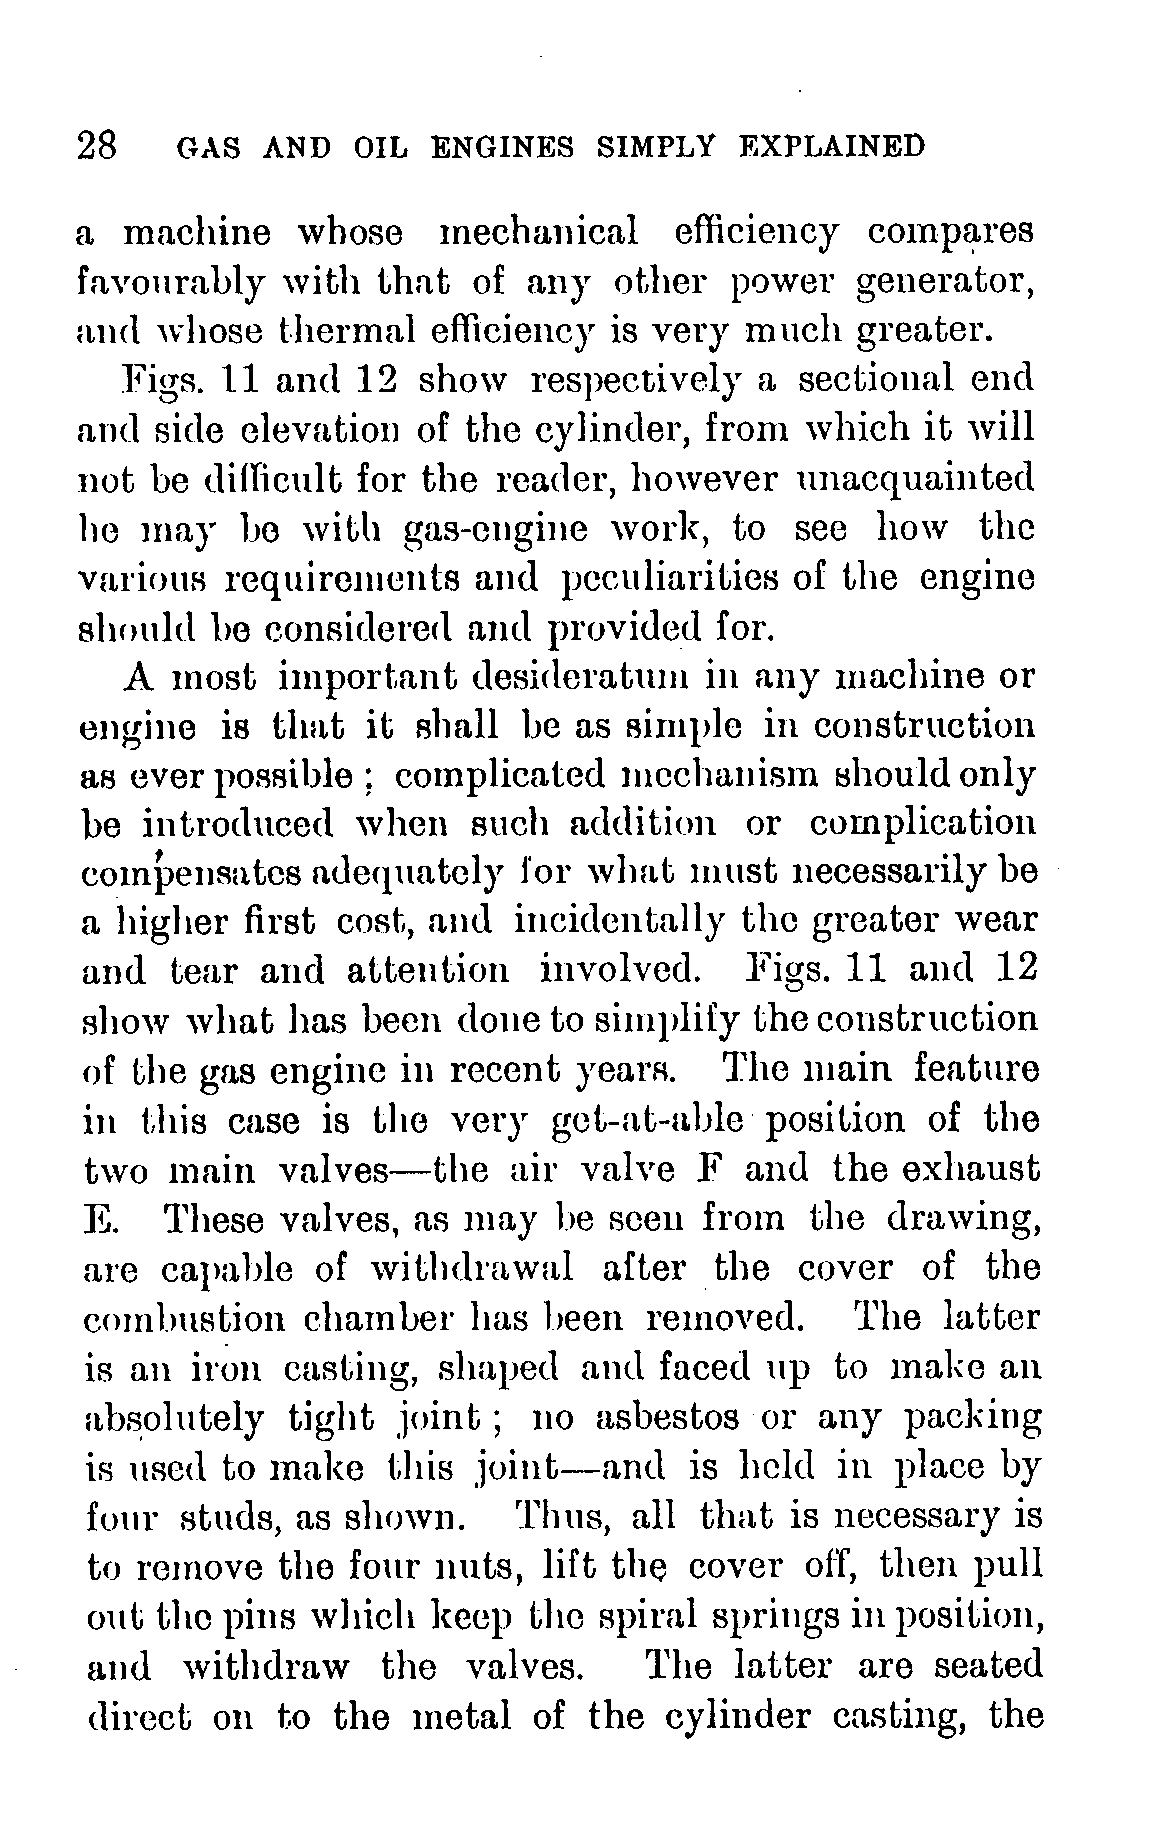 28 GAS AND OIL ENGINES SIMPLY EXPLAINED
a machine whose mechanical efficiency compares
favourably with that of any other power generator,
and whose thermal efficiency is very much greater.
Figs. 11 and 12 show respectively a sectional end
and side elevation of the cylinder, from which it will
not be difficult for the reader, however unacquainted
he may be with gas-engine work, to see how the
various requirements and peculiarities of the engine
should be considered and provided for.
A most important desideratum in any machine or
engine is that it shall be as simple in construction
as ever possible ; complicated mechanism should only
be introduced when such addition or complication
compensates adequately for what must necessarily be
a higher first cost, and incidentally the greater wear
and tear and attention involved. Figs. 11 and 12
show what has been done to simplify the construction
of the gas engine in recent years. The main feature
in this case is the very get-at-able position of the
two main valves—the air valve F and the exhaust
E. These valves, as may be seen from the drawing,
are capable of withdrawal after the cover of the
combustion chamber has been removed. The latter
is an iron casting, shaped and faced up to make an
absolutely tight joint ; no asbestos or any packing
is used to make this joint—and is held in place by
four studs, as shown. Thus, all that is necessary is
to remove the four nuts, lift the cover off, then pull
out the pins which keep the spiral springs in position,
and withdraw the valves. The latter are seated
direct on to the metal of the cylinder casting, the